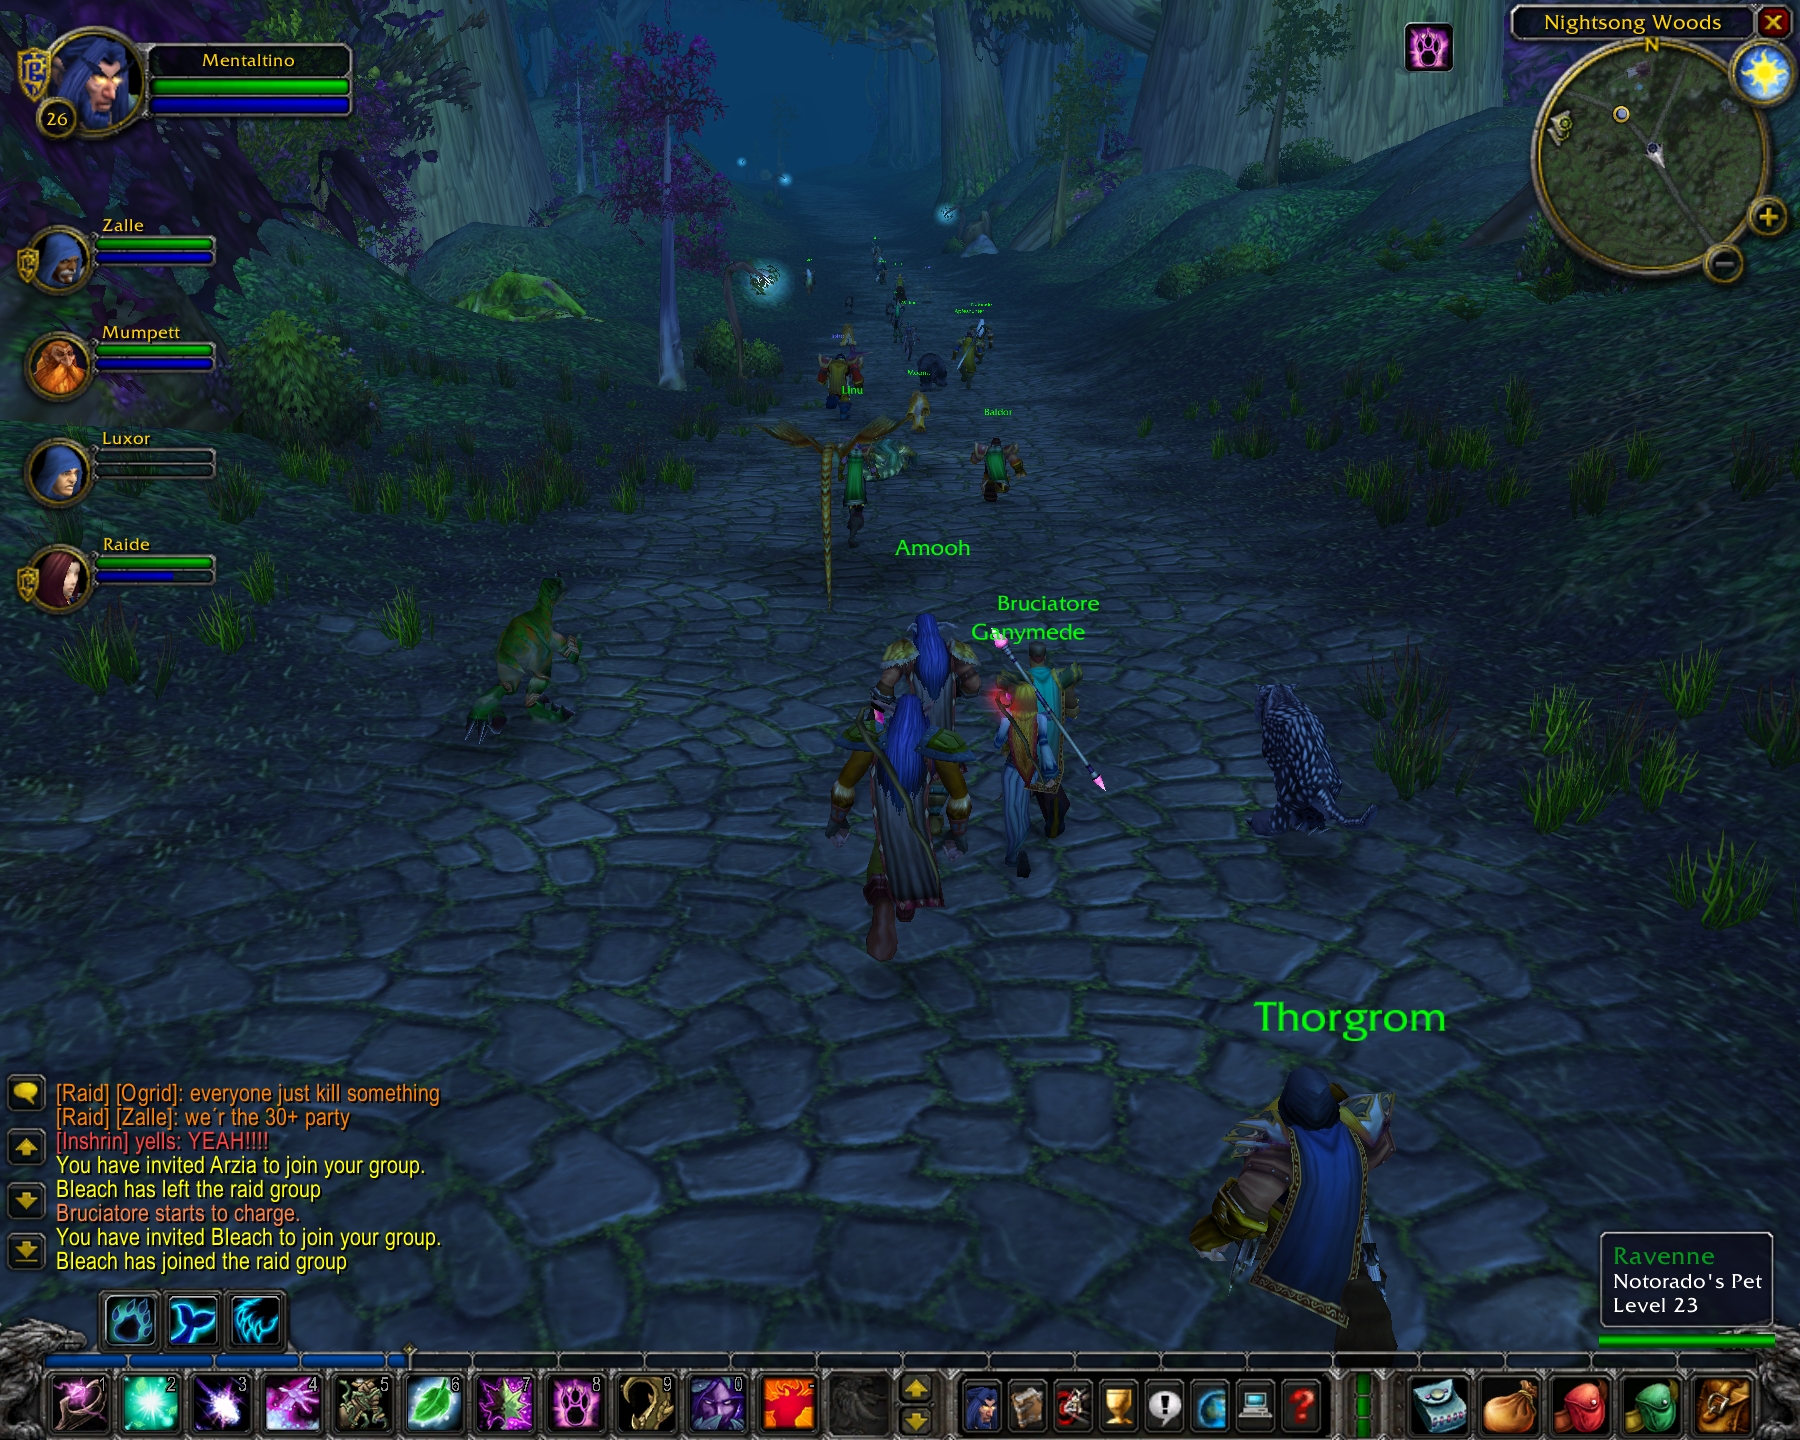 Mentaltino
26
Nightsong Woods
N
Zalle
Mumpett
Luxor
Raide
Linu
Baldor
Amooh
Bruciatore
Ganymede
Thorgrom
[Raid] [Ogrid]: everyone just kill something
[Raid] [Zalle]: we´r the 30+ party
[Inshrin] yells: YEAH!!!!
You have invited Arzia to join your group.
Bleach has left the raid group
Bruciatore starts to charge.
You have invited Bleach to join your group.
Bleach has joined the raid group
Ravenne
Notorado's Pet
Level 23
1 2 3 4 5 6 7 8 9 0 -